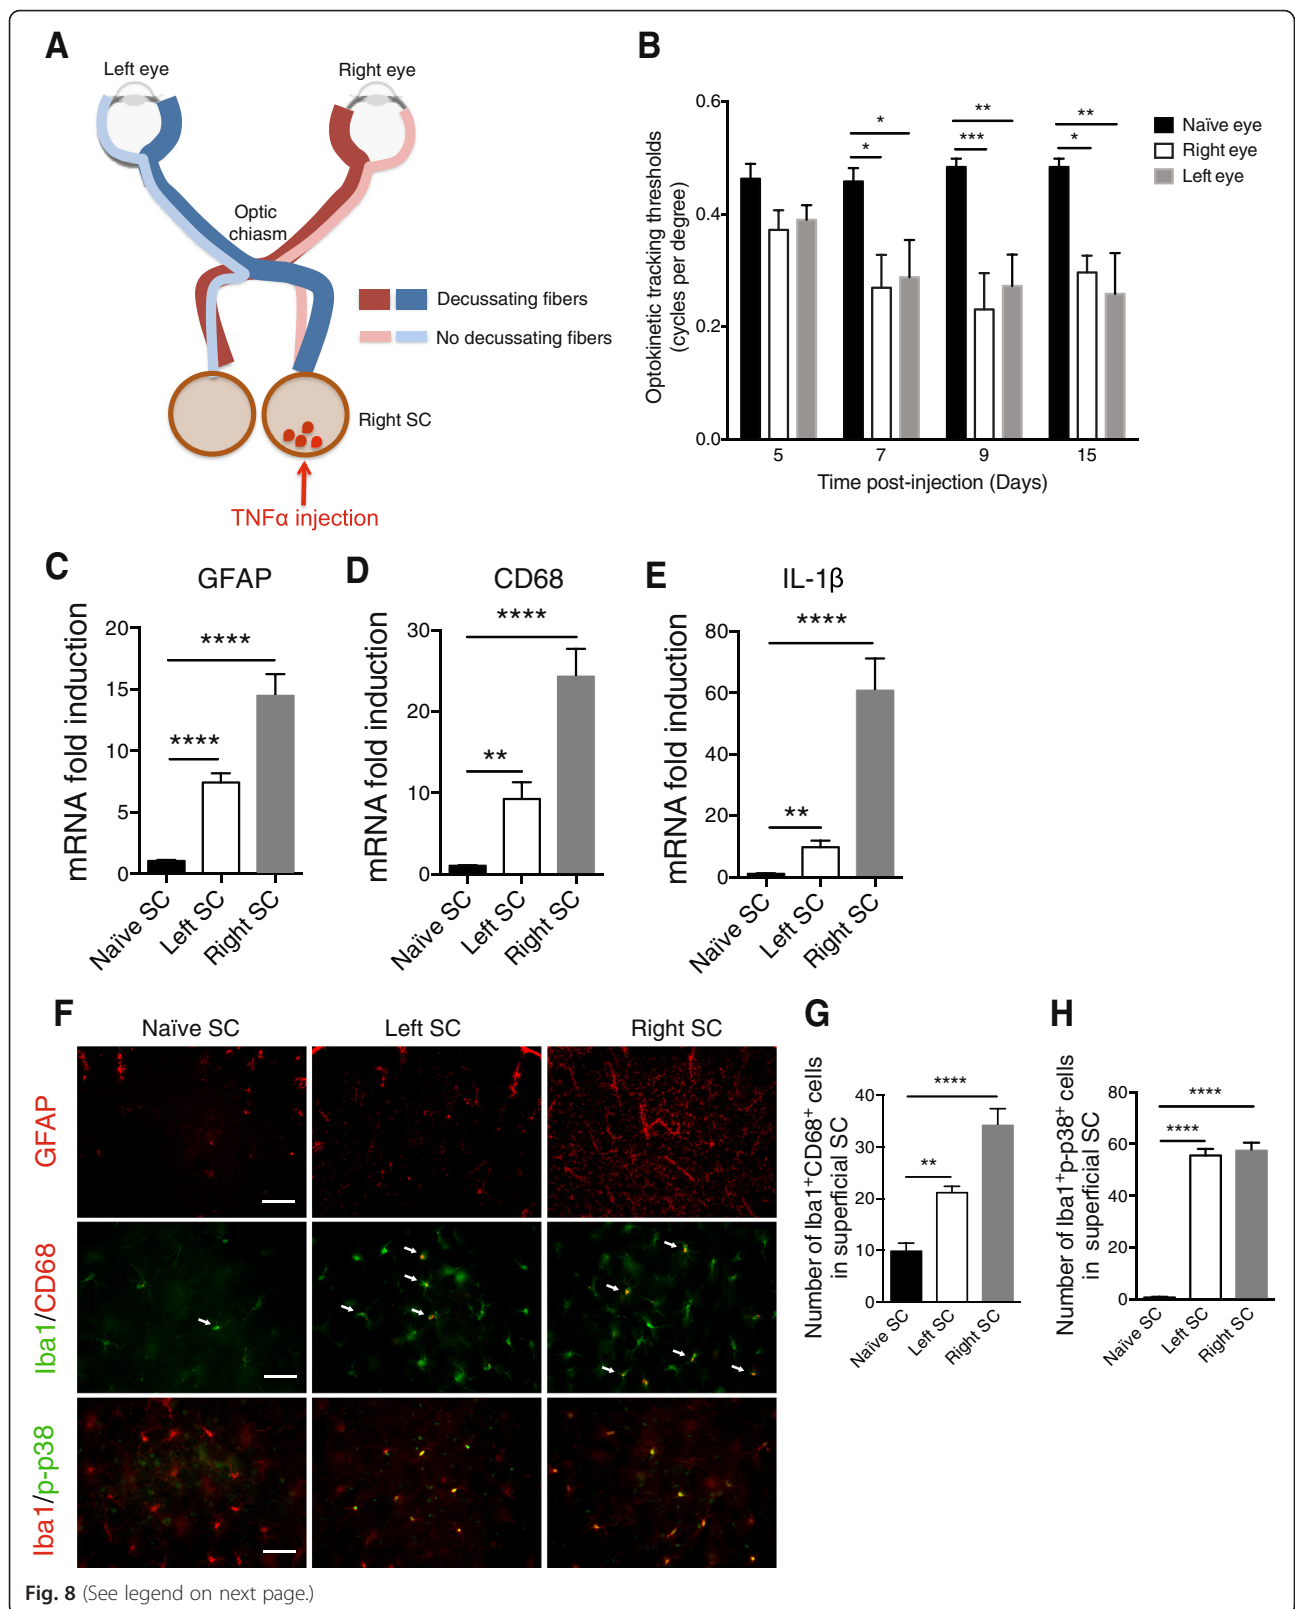 A
Left eye
Right eye
Optic
chiasm
Decussating fibers
No decussating fibers
Right SC
TNFα injection
B
Optokinetic tracking thresholds
(cycles per degree)
0.6
0.4
0.2
0.0
*
*
***
**
*
**
5
7
9
15
Time post-injection (Days)
Naïve eye
Right eye
Left eye
C
GFAP
mRNA fold induction
20
15
10
5
0
****
****
Naïve SC
Left SC
Right SC
D
CD68
mRNA fold induction
30
20
10
0
****
**
Naïve SC
Left SC
Right SC
E
IL-1β
mRNA fold induction
80
60
40
20
0
****
**
Naïve SC
Left SC
Right SC
F
Naïve SC
Left SC
Right SC
GFAP
Iba1/CD68
Iba1/p-p38
G
Number of Iba1+CD68+ cells
in superficial SC
40
30
20
10
0
****
**
Naïve SC
Left SC
Right SC
H
Number of Iba1+p-p38+ cells
in superficial SC
80
60
40
20
0
****
****
Naïve SC
Left SC
Right SC
Fig. 8 (See legend on next page.)